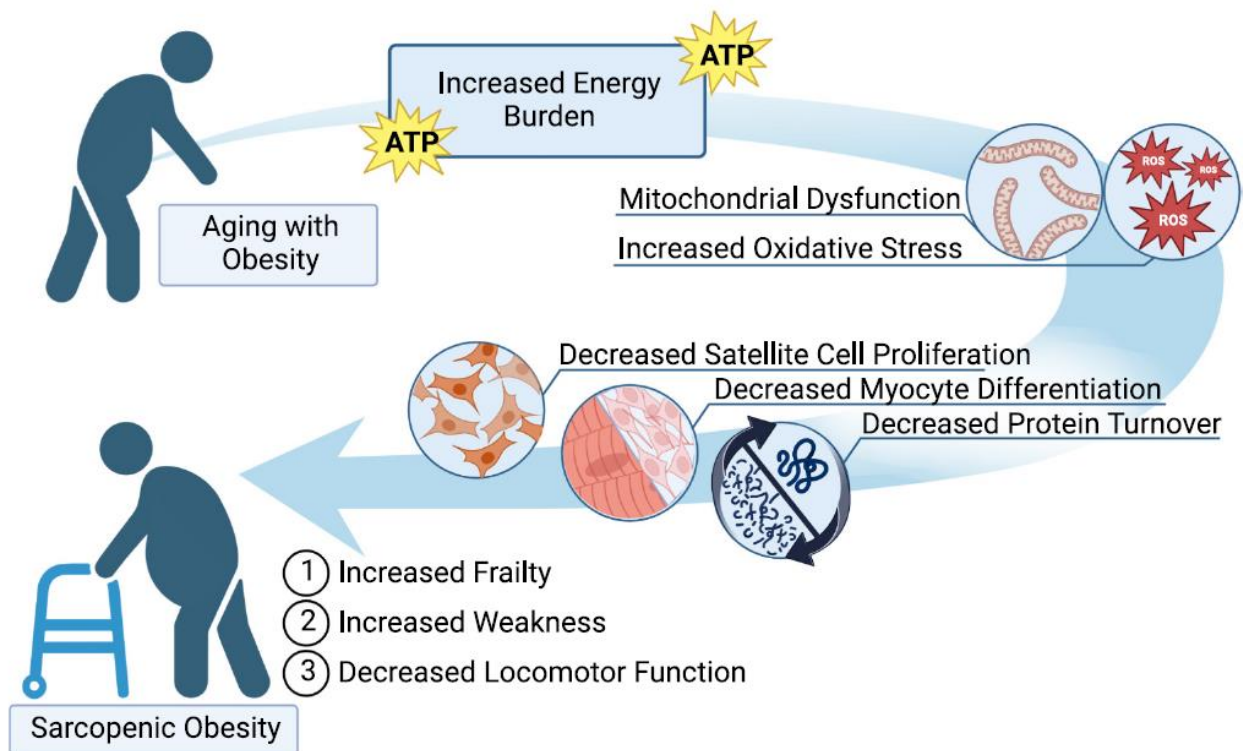 ATP
Increased Energy
Burden
ATP
Aging with
Obesity
Mitochondrial Dysfunction
Increased Oxidative Stress
ROS
ROS
ROS
Decreased Satellite Cell Proliferation
Decreased Myocyte Differentiation
Decreased Protein Turnover
1 Increased Frailty
2 Increased Weakness
3 Decreased Locomotor Function
Sarcopenic Obesity